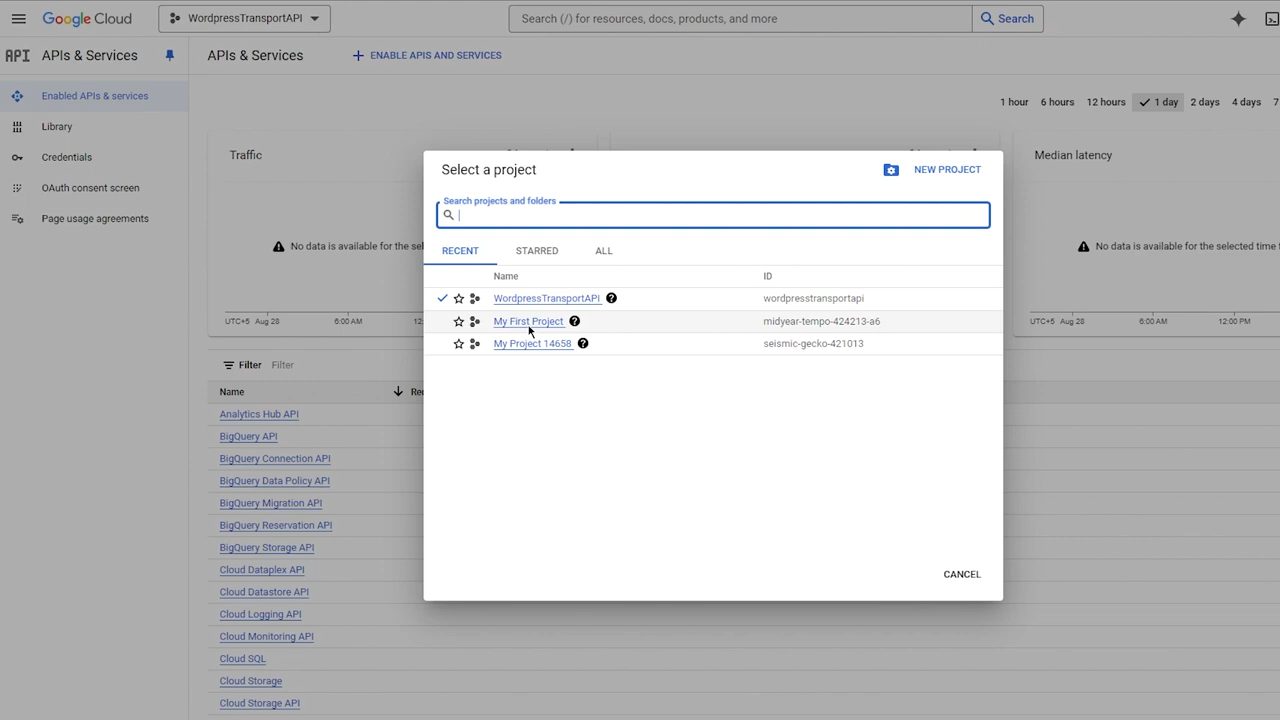 Google Cloud
WordpressTransportAPI
Search (/) for resources, docs, products, and more
Search
API APIs & Services
APIs & Services
ENABLE APIS AND SERVICES
Enabled APIs & services
Library
Credentials
OAuth consent screen
Page usage agreements
1 hour 6 hours 12 hours 1 day 2 days 4 days 7
Traffic
No data is available for the sel
UTC+5 Aug 28 6:00 AM
Median latency
No data is available for the selected time
UTC+5 Aug 28 6:00 AM 12:00 PM
Select a project
NEW PROJECT
Search projects and folders
RECENT STARRED ALL
Name ID
WordpressTransportAPI wordpresstransportapi
My First Project midyear-tempo-424213-a6
My Project 14658 seismic-gecko-421013
CANCEL
Filter Filter
Name Rec
Analytics Hub API
BigQuery API
BigQuery Connection API
BigQuery Data Policy API
BigQuery Migration API
BigQuery Reservation API
BigQuery Storage API
Cloud Dataplex API
Cloud Datastore API
Cloud Logging API
Cloud Monitoring API
Cloud SQL
Cloud Storage
Cloud Storage API